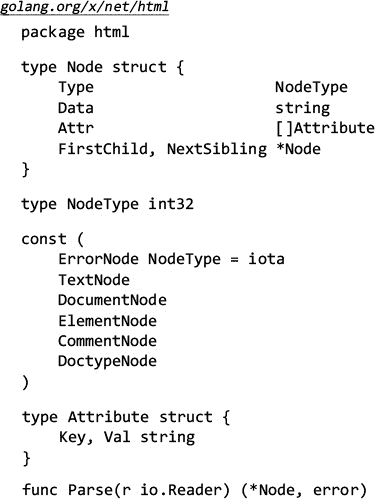 golang.org/x/net/html
package html
type Node struct {
Type NodeType
Data string
Attr []Attribute
FirstChild, NextSibling *Node
}
type NodeType int32
const (
ErrorNode NodeType = iota
TextNode
DocumentNode
ElementNode
CommentNode
DoctypeNode
)
type Attribute struct {
Key, Val string
}
func Parse(r io.Reader) (*Node, error)